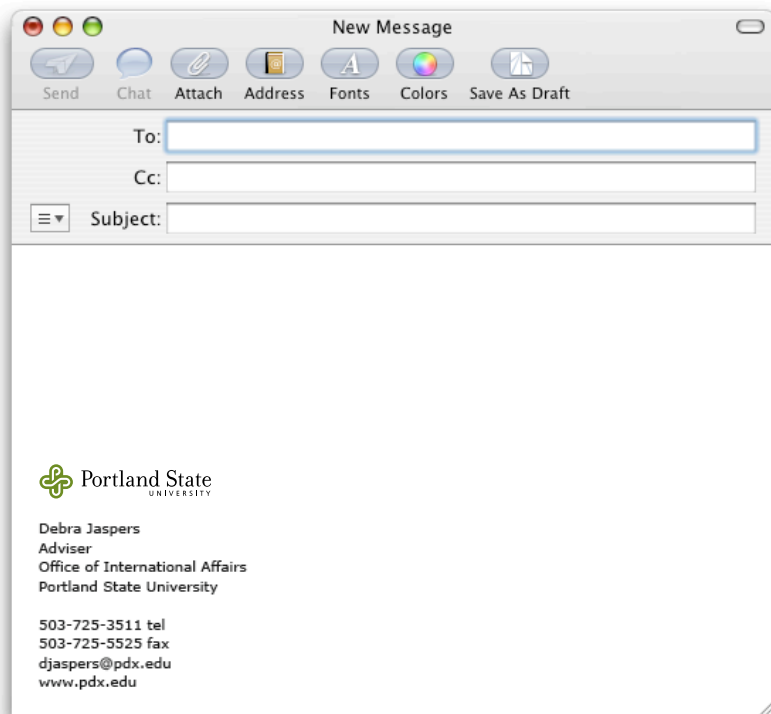 New Message
Send Chat Attach Address Fonts Colors Save As Draft
To:
Cc:
Subject:
Portland State
UNIVERSITY
Debra Jaspers
Adviser
Office of International Affairs
Portland State University
503-725-3511 tel
503-725-5525 fax
djaspers@pdx.edu
www.pdx.edu